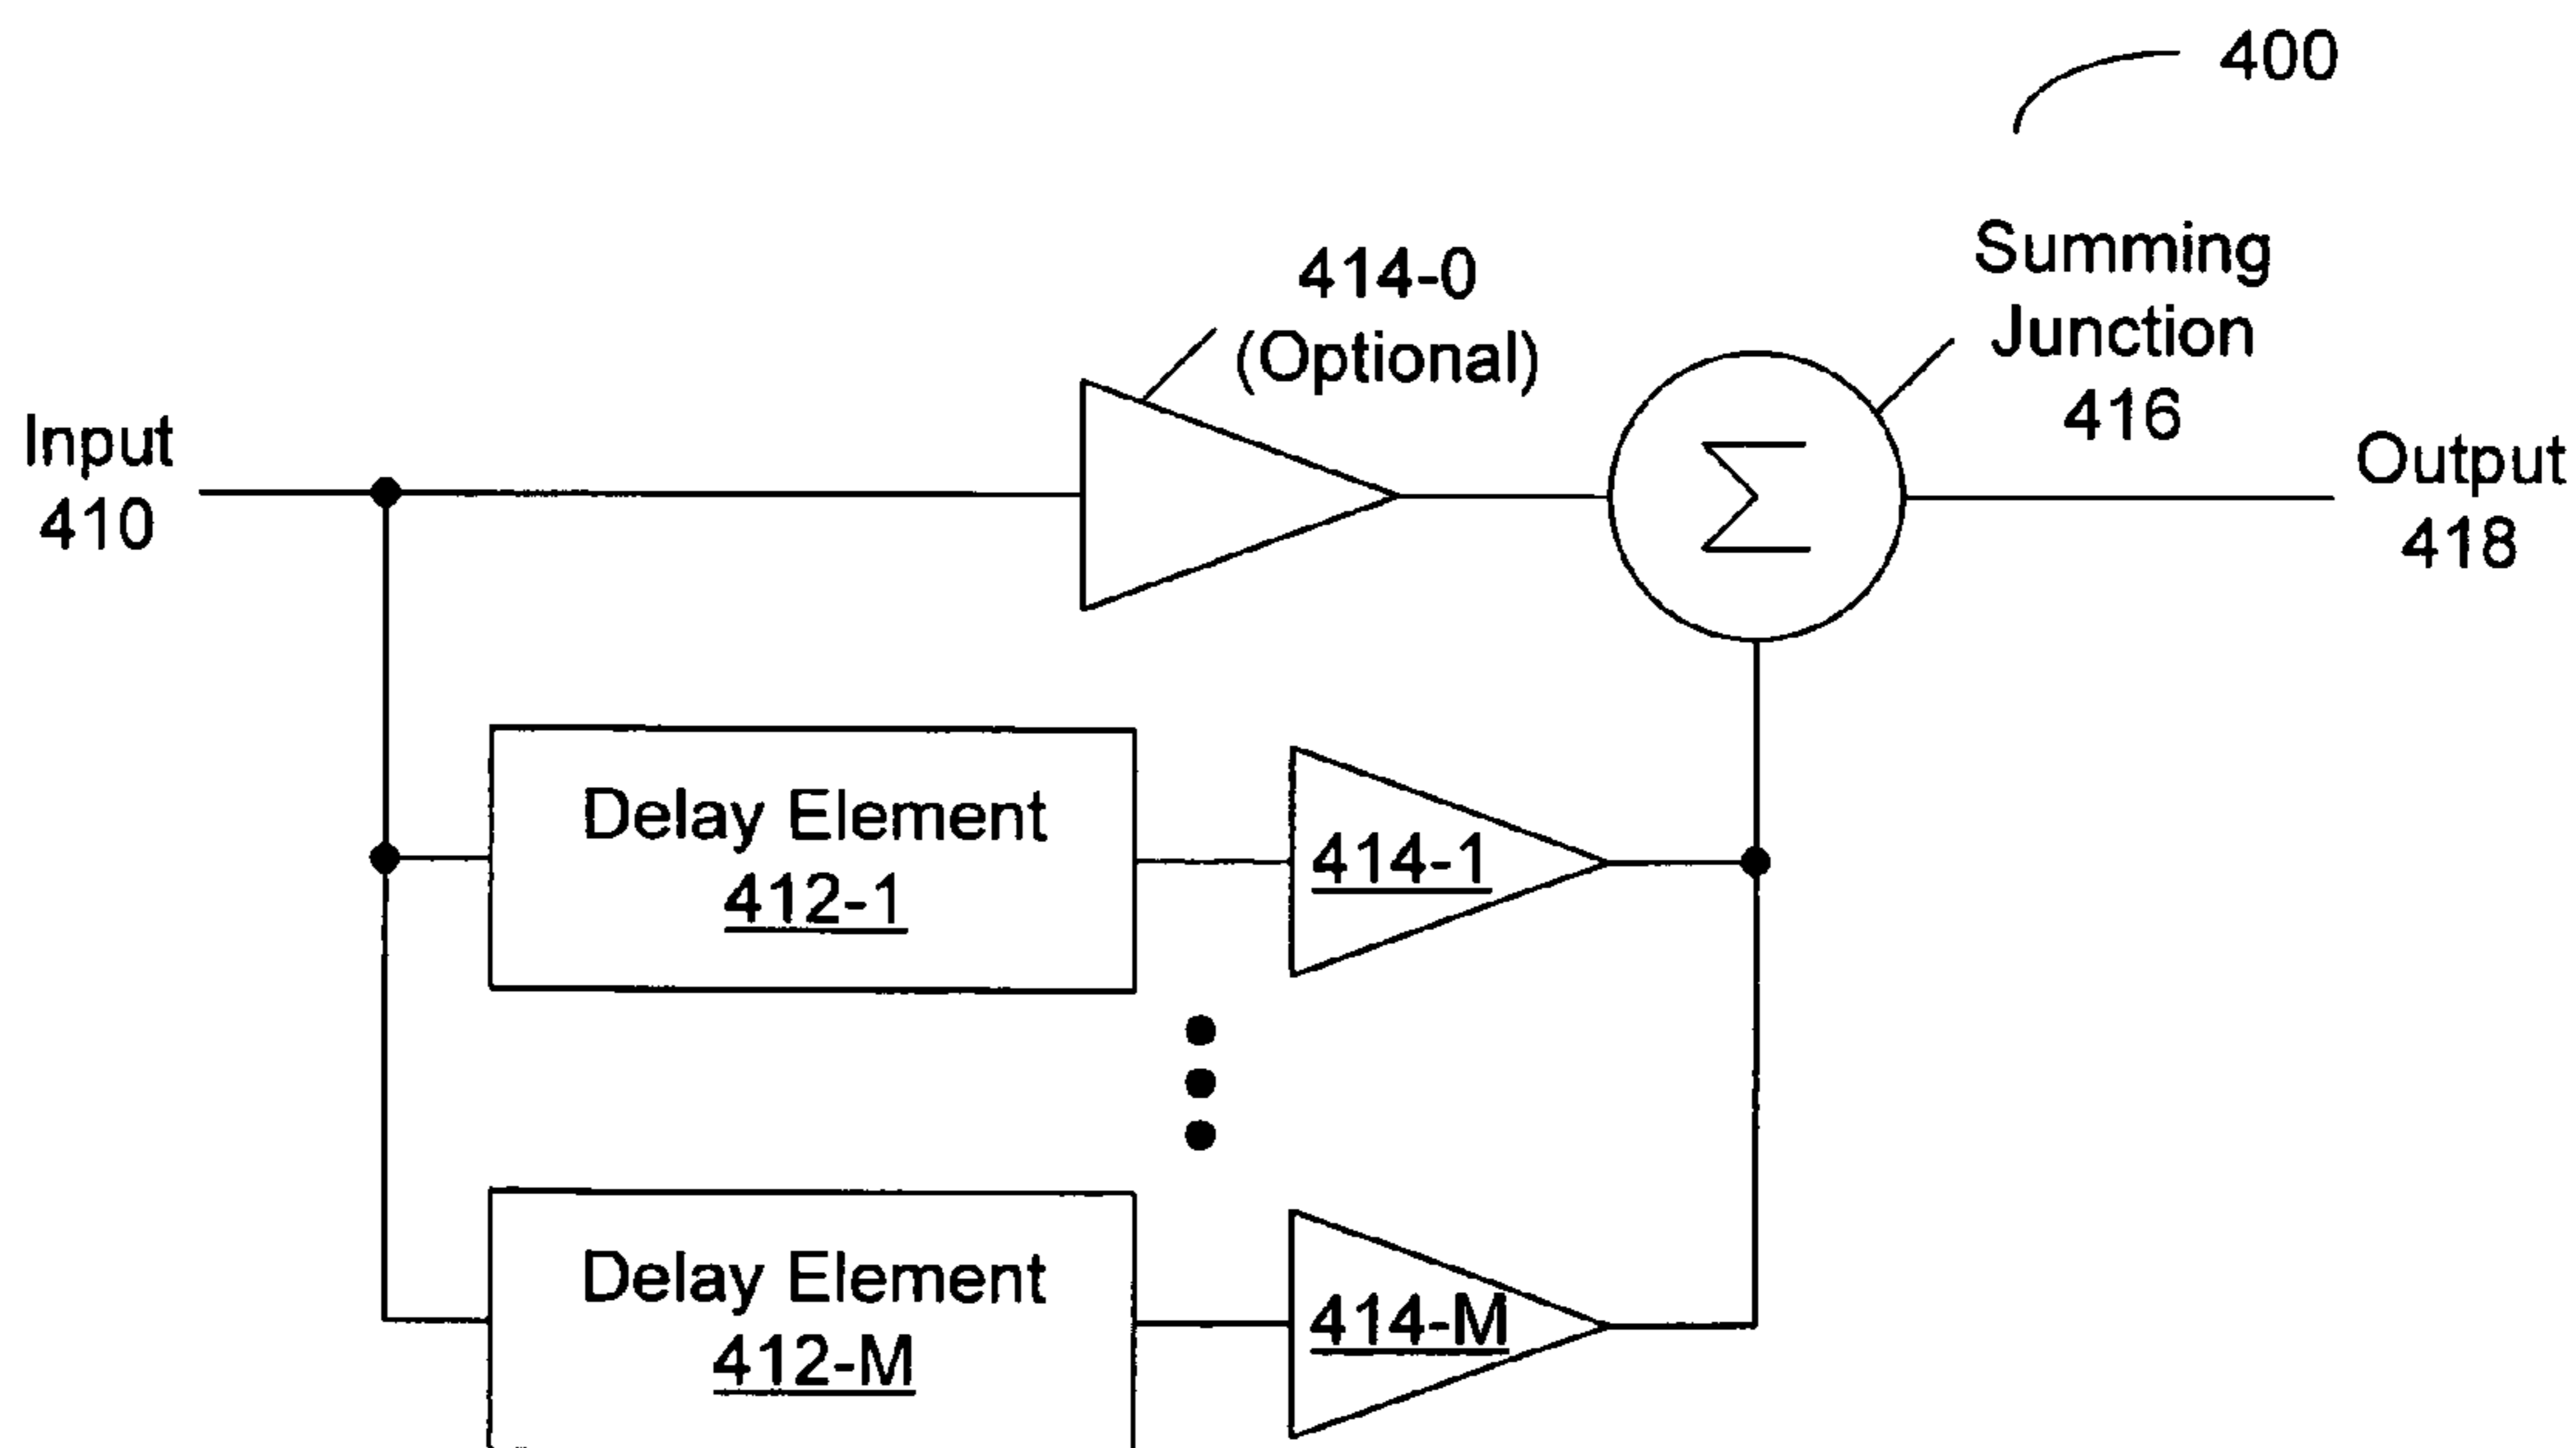 400
Summing
Junction
416
414-0
(Optional)
Input
410
Σ
Output
418
Delay Element
412-1
414-1
Delay Element
412-M
414-M